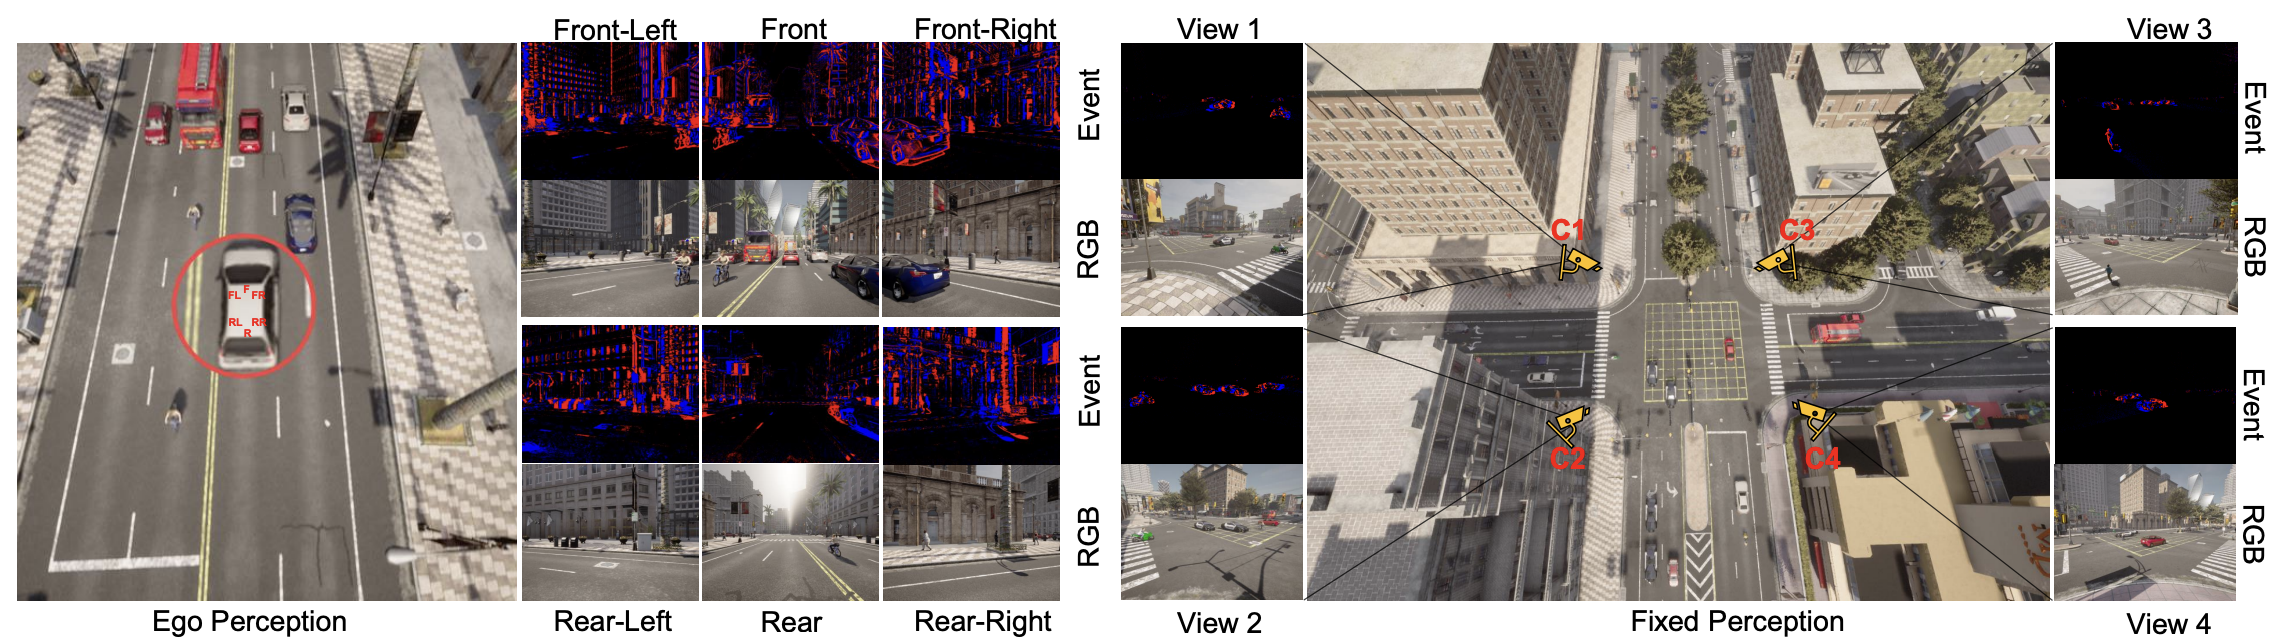 Front-Left
Front
Front-Right
View 1
View 3
Event
Event
RGB
RGB
F
FL
FR
RL
RR
R
C1
C3
Event
Event
C2
C4
RGB
RGB
Ego Perception
Rear-Left
Rear
Rear-Right
View 2
Fixed Perception
View 4